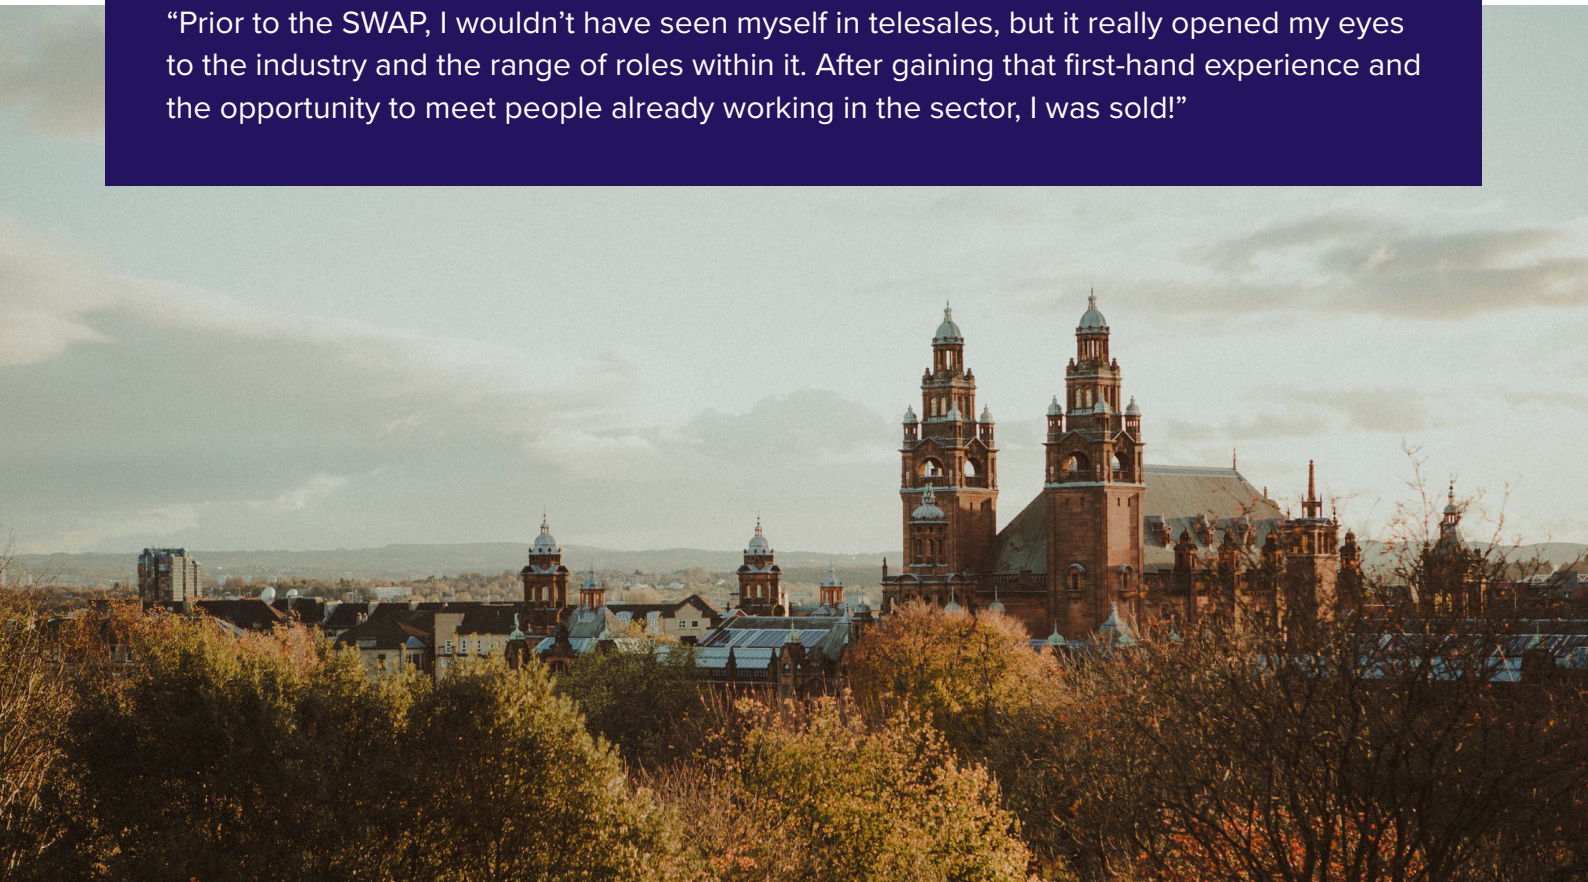 “Prior to the SWAP, I wouldn’t have seen myself in telesales, but it really opened my eyes
to the industry and the range of roles within it. After gaining that first-hand experience and
the opportunity to meet people already working in the sector, I was sold!”